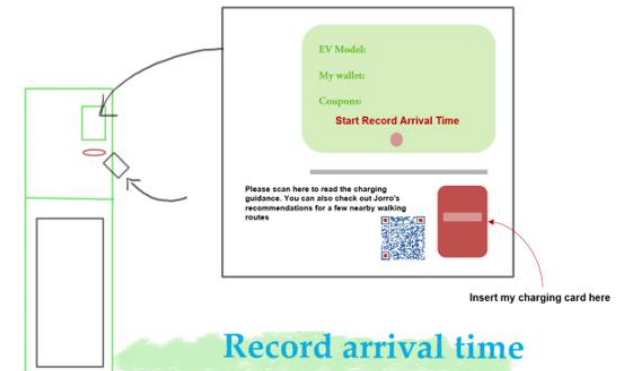 EV Model:
My wallet:
Coupons:
Start Record Arrival Time
Please scan here to read the charging
guidance. You can also check out Jorro's
recommendations for a few nearby walking
routes
Insert my charging card here
Record arrival time